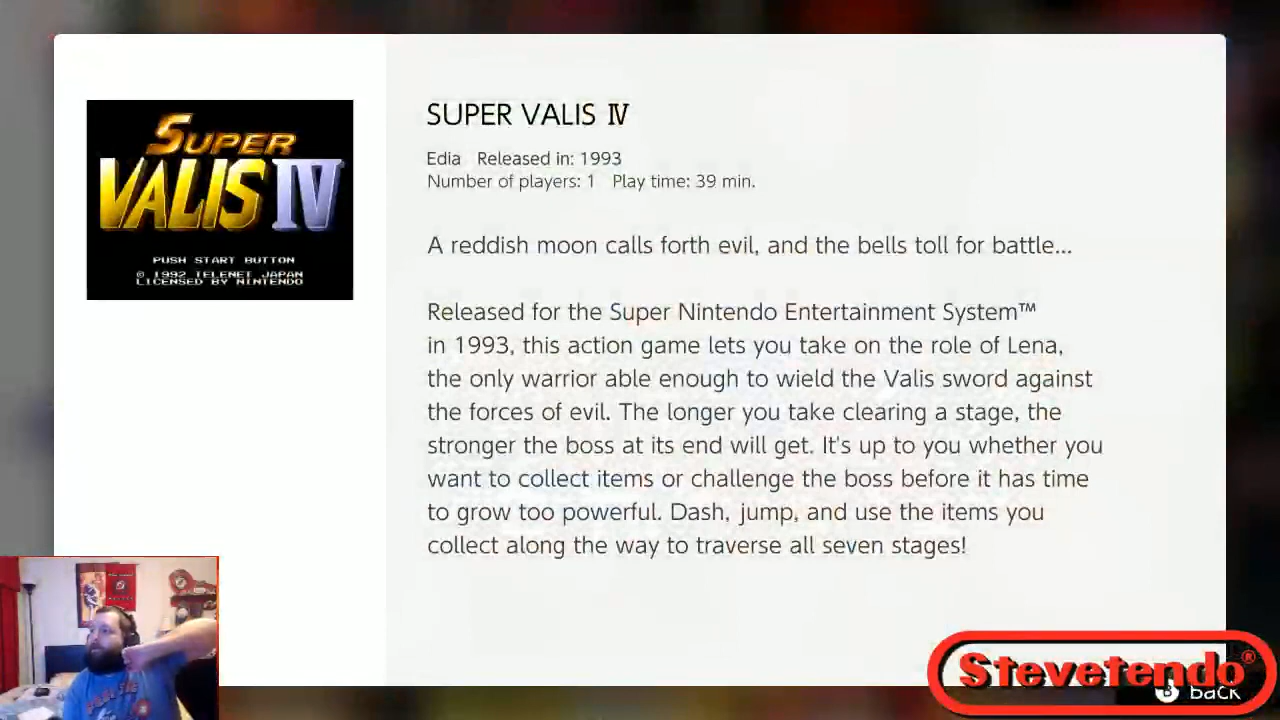 SUPER
VALIS IV
PUSH START BUTTON
© 1992 TELENET JAPAN
LICENSED BY NINTENDO
SUPER VALIS Ⅳ
Edia Released in: 1993
Number of players: 1 Play time: 39 min.
A reddish moon calls forth evil, and the bells toll for battle...
Released for the Super Nintendo Entertainment System™
in 1993, this action game lets you take on the role of Lena,
the only warrior able enough to wield the Valis sword against
the forces of evil. The longer you take clearing a stage, the
stronger the boss at its end will get. It's up to you whether you
want to collect items or challenge the boss before it has time
to grow too powerful. Dash, jump, and use the items you
collect along the way to traverse all seven stages!
Stevetendo®
B Back